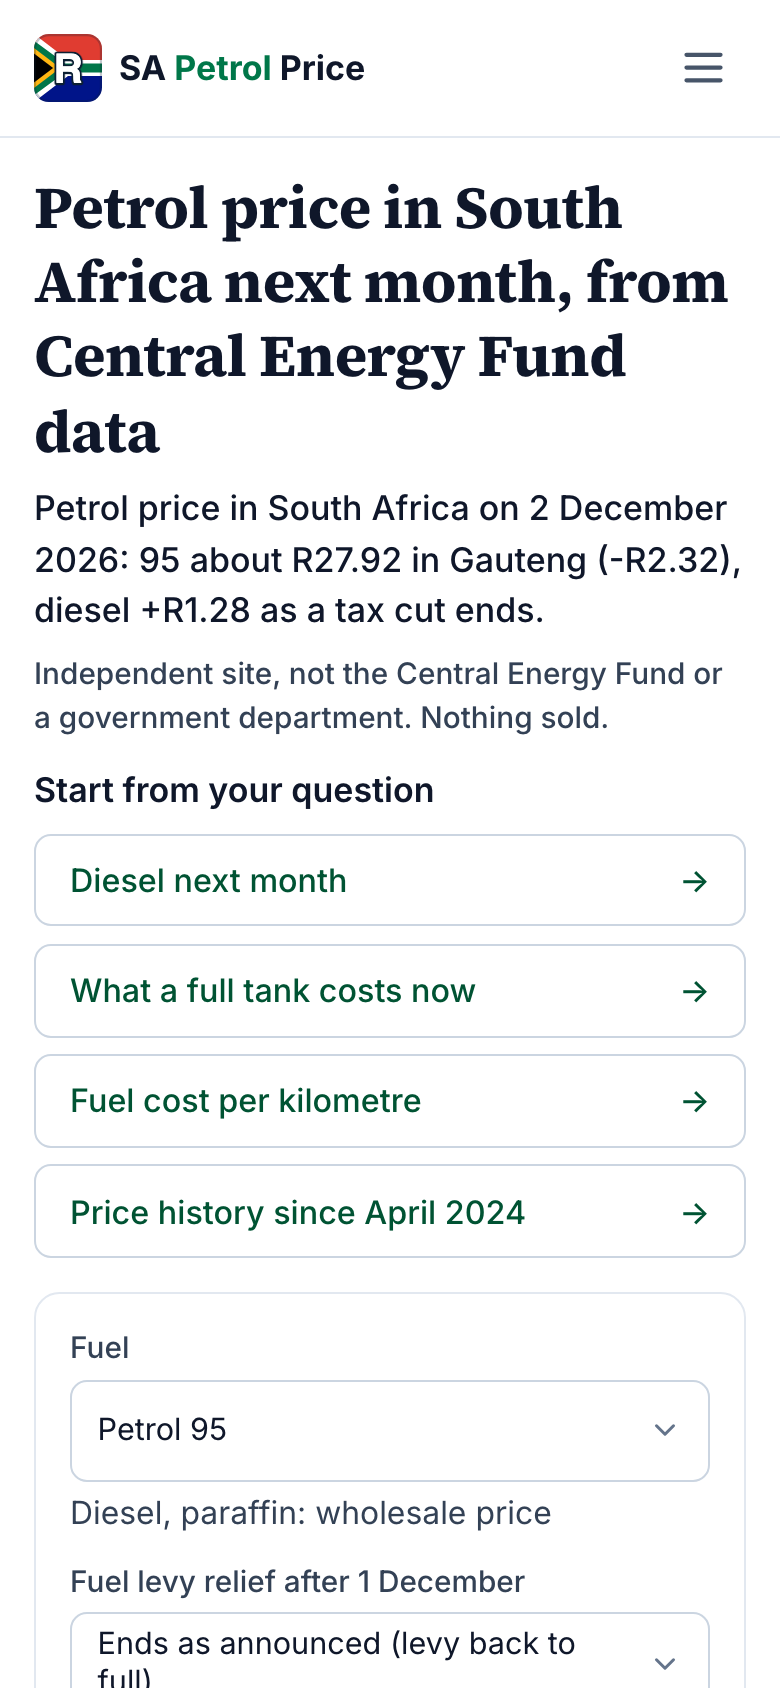 R
SA Petrol Price
Petrol price in South
Africa next month, from
Central Energy Fund
data
Petrol price in South Africa on 2 December
2026: 95 about R27.92 in Gauteng (-R2.32),
diesel +R1.28 as a tax cut ends.
Independent site, not the Central Energy Fund or
a government department. Nothing sold.
Start from your question
Diesel next month →
What a full tank costs now →
Fuel cost per kilometre →
Price history since April 2024 →
Fuel
Petrol 95
Diesel, paraffin: wholesale price
Fuel levy relief after 1 December
Ends as announced (levy back to
full)